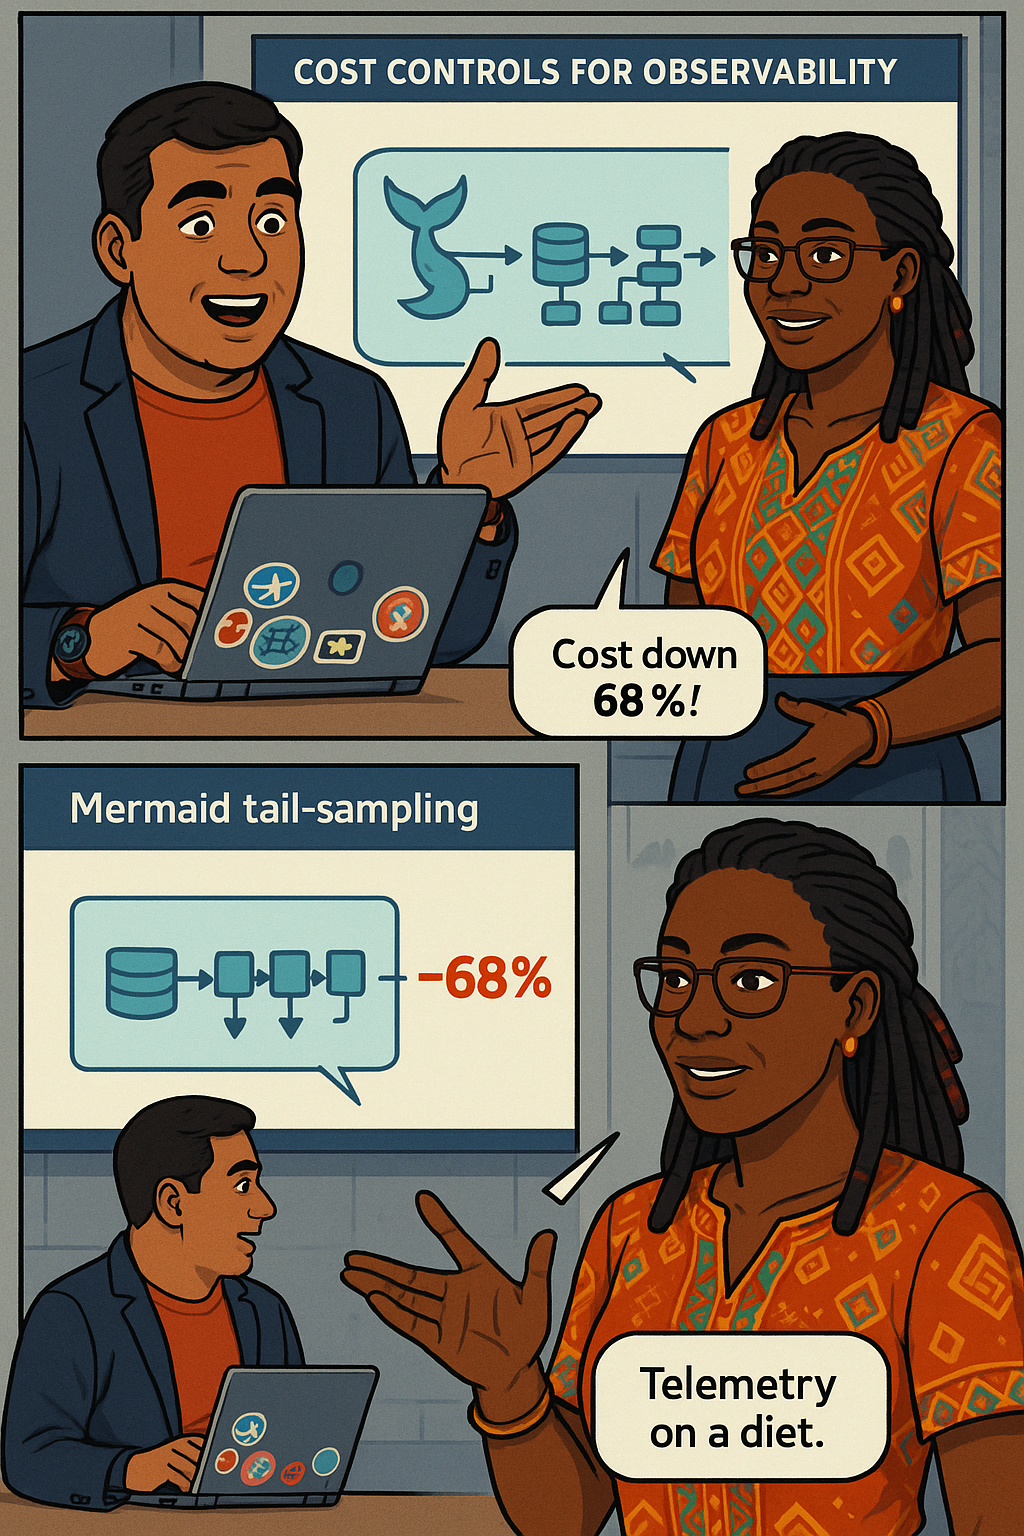 COST CONTROLS FOR OBSERVABILITY
Cost down
68 %!
Mermaid tail-sampling
-68%
Telemetry
on a diet.